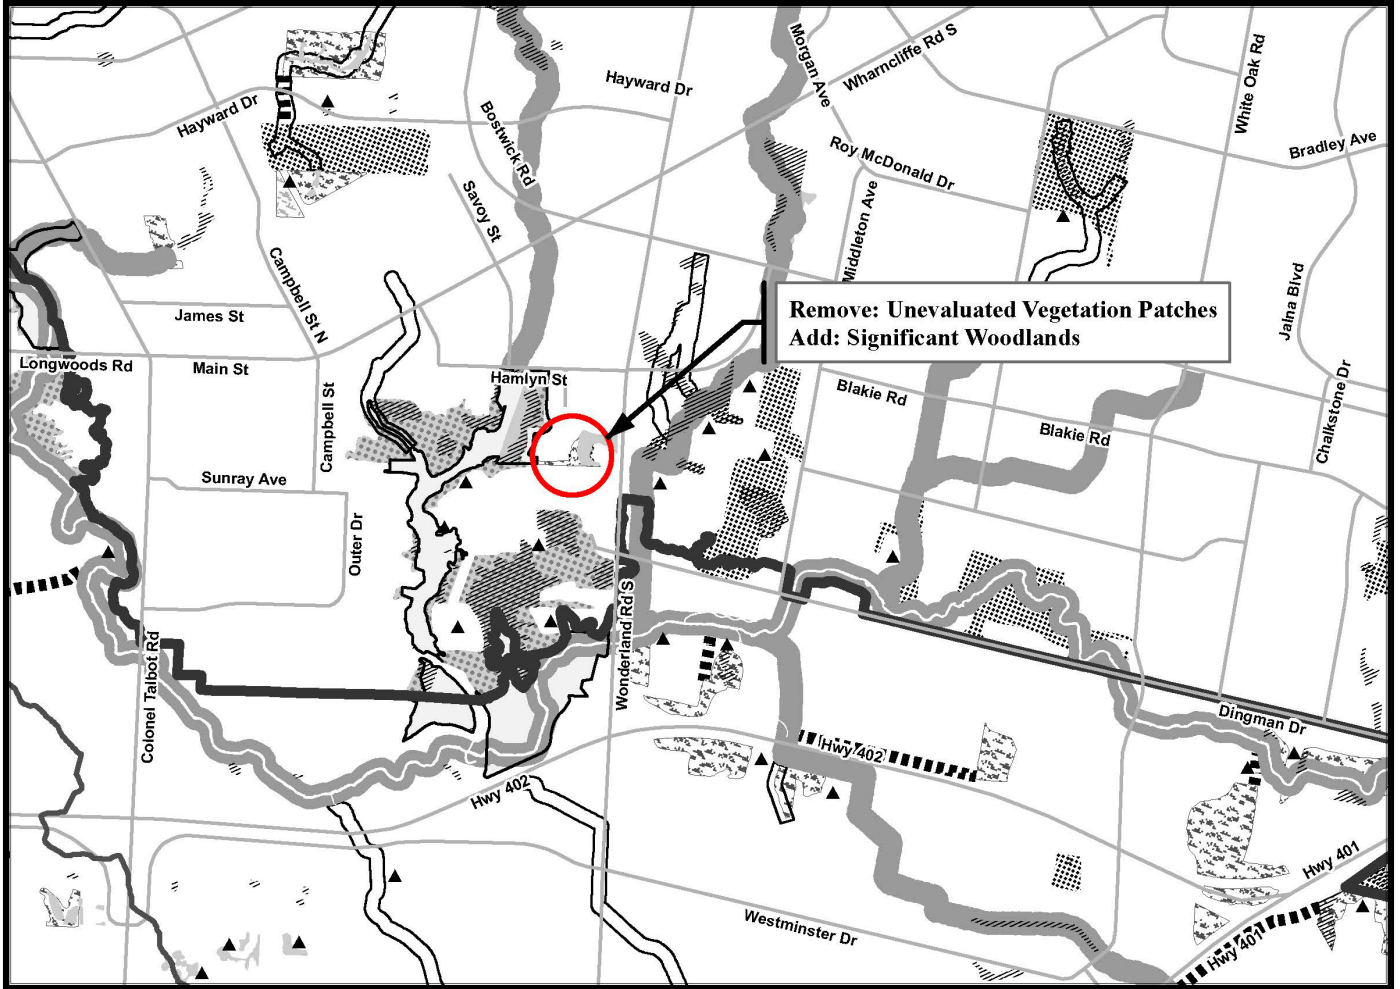 Morgan Ave
Wharncliffe Rd S
White Oak Rd
Hayward Dr
Hayward Dr
Bostwick Rd
Bradley Ave
Roy McDonald Dr
Savoy St
Middleton Ave
Campbell St N
Jalna Blvd
Remove: Unevaluated Vegetation Patches
Add: Significant Woodlands
James St
Longwoods Rd
Main St
Hamlyn St
Blakie Rd
Chalkstone Dr
Campbell St
Blakie Rd
Sunray Ave
Outer Dr
Wonderland Rd S
Colonel Talbot Rd
Dingman Dr
Hwy 402
Hwy 402
Hwy 401
Westminster Dr
Hwy 401